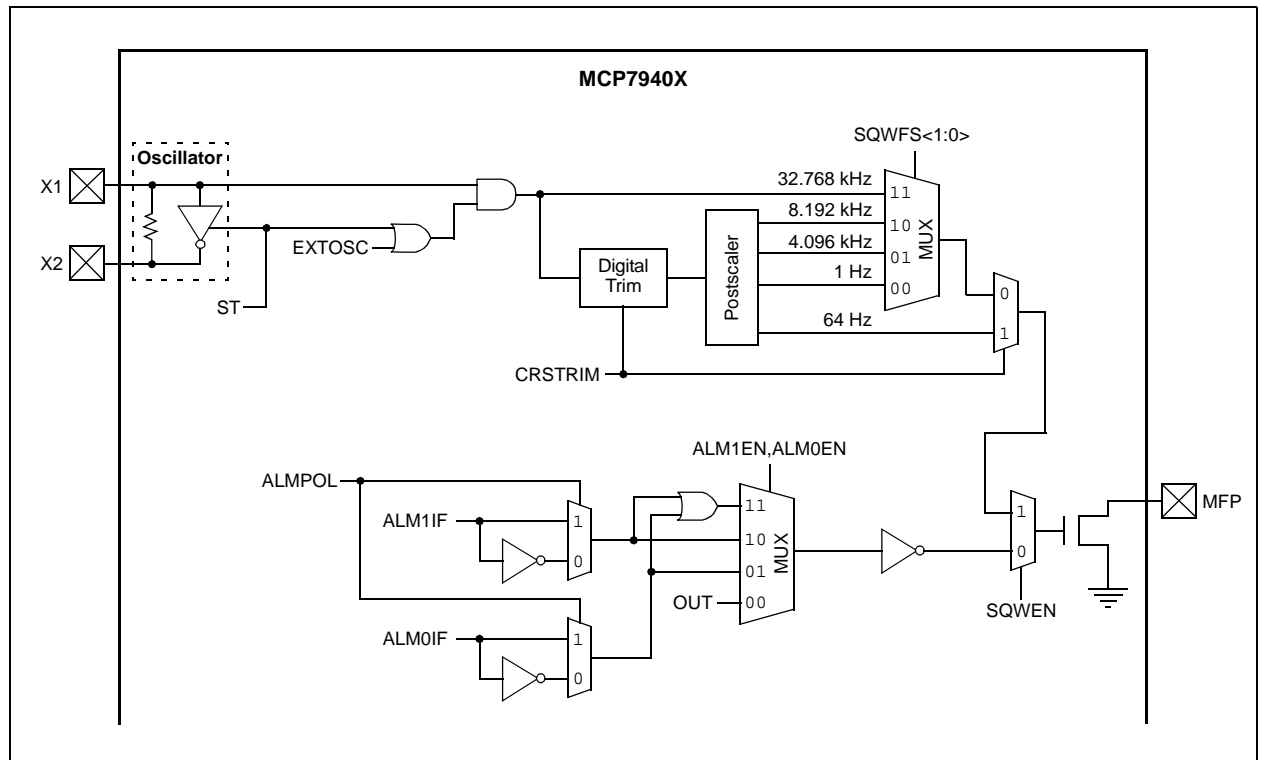 MCP7940X
SQWFS<1:0>
Oscillator
X1
32.768 kHz
11
8.192 kHz
10
X2
EXTOSC
4.096 kHz
01
MUX
Digital
Trim
Postscaler
1 Hz
00
0
ST
64 Hz
1
CRSTRIM
ALM1EN,ALM0EN
ALMPOL
ALM1IF
1
11
1
MFP
0
10
MUX
0
01
OUT
00
SQWEN
ALM0IF
1
0